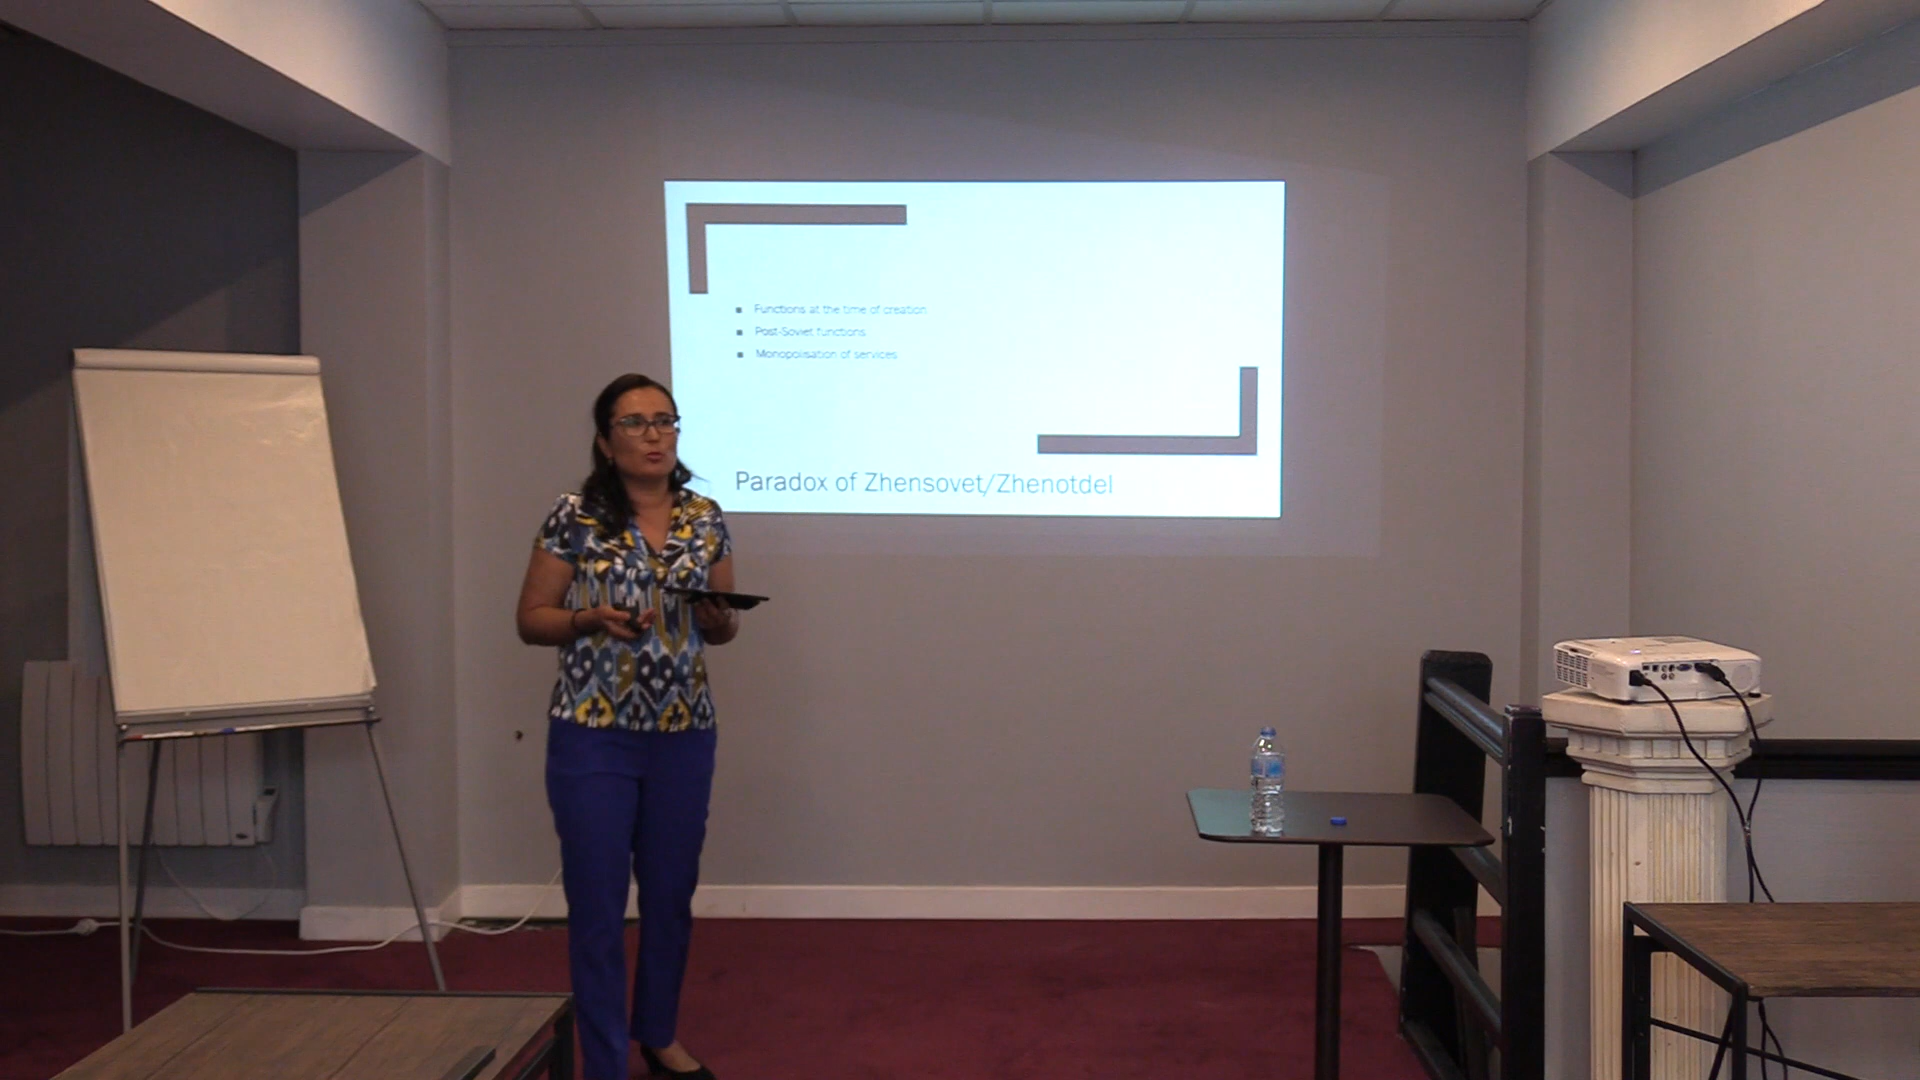 Functions at the time of creation
Post-Soviet functions
Monopolisation of services
Paradox of Zhensovet/Zhenotdel